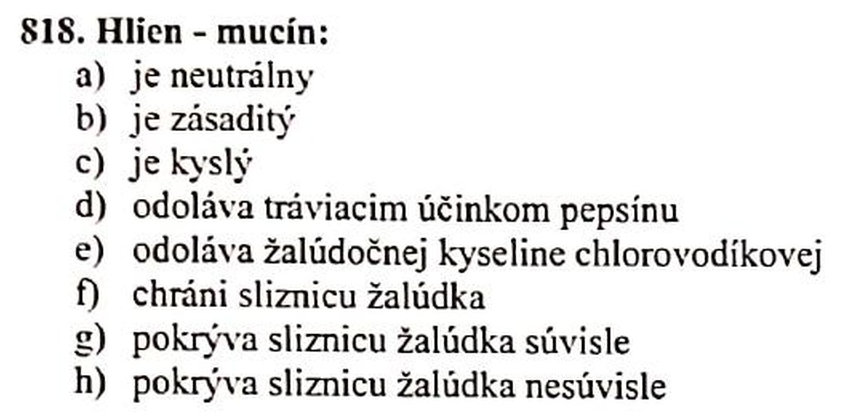 818. Hlien - mucín:
a) je neutrálny
b) je zásaditý
c) je kyslý
d) odoláva tráviacim účinkom pepsínu
e) odoláva žalúdočnej kyseline chlorovodíkovej
f) chráni sliznicu žalúdka
g) pokrýva sliznicu žalúdka súvisle
h) pokrýva sliznicu žalúdka nesúvisle